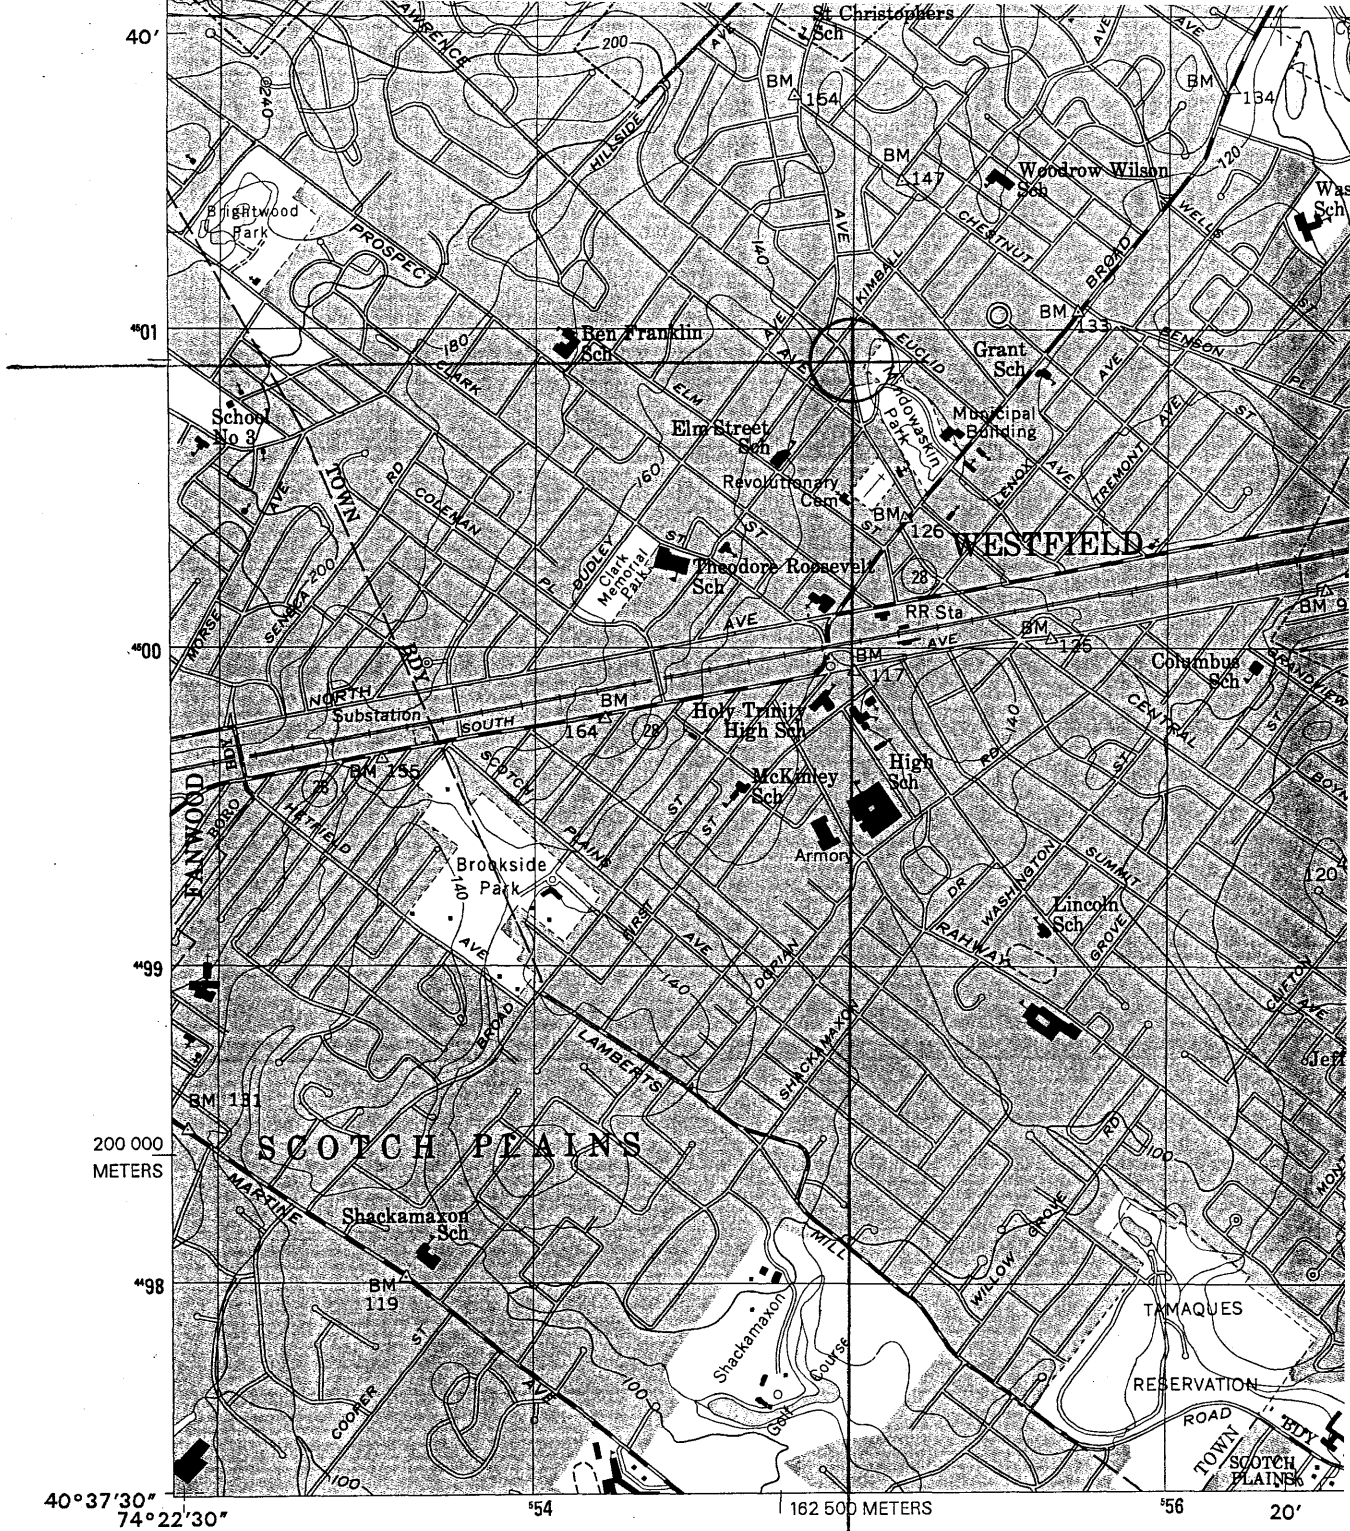 40′
LAWRENCE
200
AVE
St Christophers
Sch
AVE
AVE
BM
154
BM
134
240
HILLSIDE
BM
147
Woodrow Wilson
Sch
120
Brightwood
Park
PROSPECT
AVE
140
KIMBALL
CHESTNUT
BROAD
WELLS
ST
Was
Sch
4501
180
CLARK
Ben Franklin
Sch
AVE
AVE
EUCLID
BM
133
Grant
Sch
BENSON
PL
AVE
AVE
ST
ELM
Mindowaskin
Park
Municipal
Building
School
No 3
Elm Street
Sch
Revolutionary
Cem
160
LENOX
AVE
TREMONT
TOWN
RD
COLEMAN
AVE
ST
BM
126
WESTFIELD
ST
ST
DUDLEY
Clark
Memorial
Park
Theodore Roosevelt
Sch
28
SENECA
200
MORSE
PL
AVE
RR Sta
AVE
BM
125
BM 9
4500
BDY
BM
117
Columbus
Sch
BRANDVIEW
NORTH
Substation
SOUTH
BM
164
28
Holy Trinity
High Sch
140
RD
CENTRAL
ST
ST
BOYN
BDY
BM 155
28
SCOTCH
McKinley
Sch
High
Sch
FANWOOD
BORO
HETFIELD
ST
ST
PLAINS
Armory
Brookside
Park
140
DR
WASHINGTON
SUMMIT
120
Lincoln
Sch
GROVE
RAHWAY
AVE
FIRST
AVE
DORIAN
4499
140
CLIFTON
AVE
BROAD
LAMBERTS
SHACKAMAXON
Jeff
BM 131
RD
100
200 000
METERS
SCOTCH PLAINS
MONT
MARTINE
Shackamaxon
Sch
MILL
WILLOW
GROVE
4498
BM
119
TAMAQUES
ST
Shackamaxon
Golf
Course
COOPER
AVE
100
RESERVATION
ROAD
TOWN
BDY
SCOTCH
PLAINS
100
40°37′30″
74°22′30″
554
162 500 METERS
556
20′